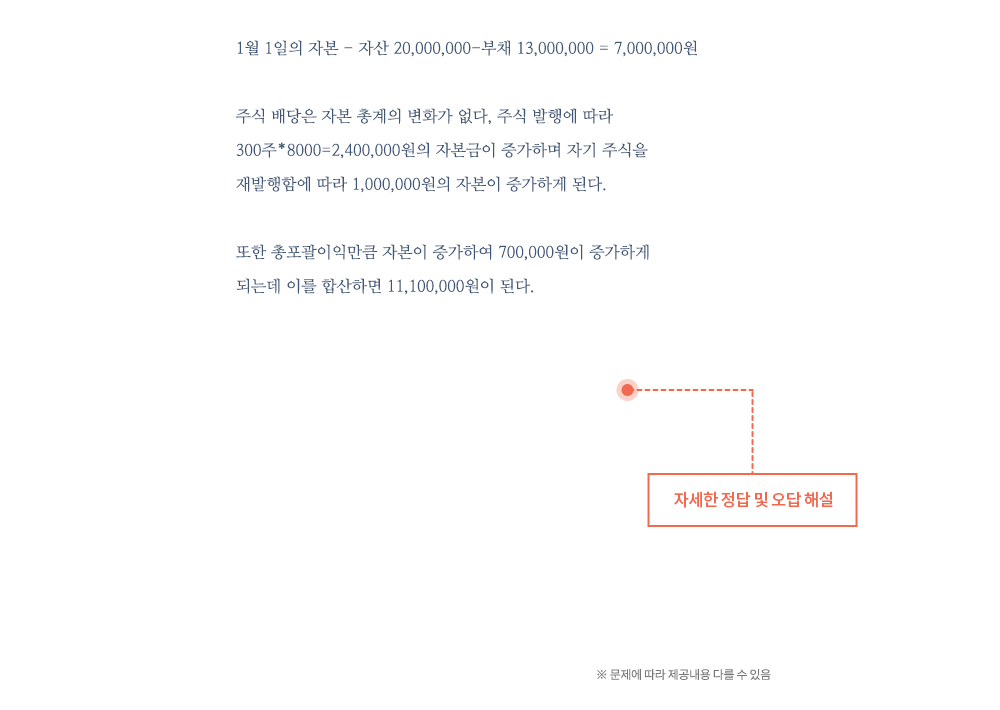 1월 1일의 자본 - 자산 20,000,000-부채 13,000,000 = 7,000,000원
주식 배당은 자본 총계의 변화가 없다, 주식 발행에 따라
300주*8000=2,400,000원의 자본금이 증가하며 자기 주식을
재발행함에 따라 1,000,000원의 자본이 증가하게 된다.
또한 총포괄이익만큼 자본이 증가하여 700,000원이 증가하게
되는데 이를 합산하면 11,100,000원이 된다.
자세한 정답 및 오답 해설
※ 문제에 따라 제공내용 다를 수 있음